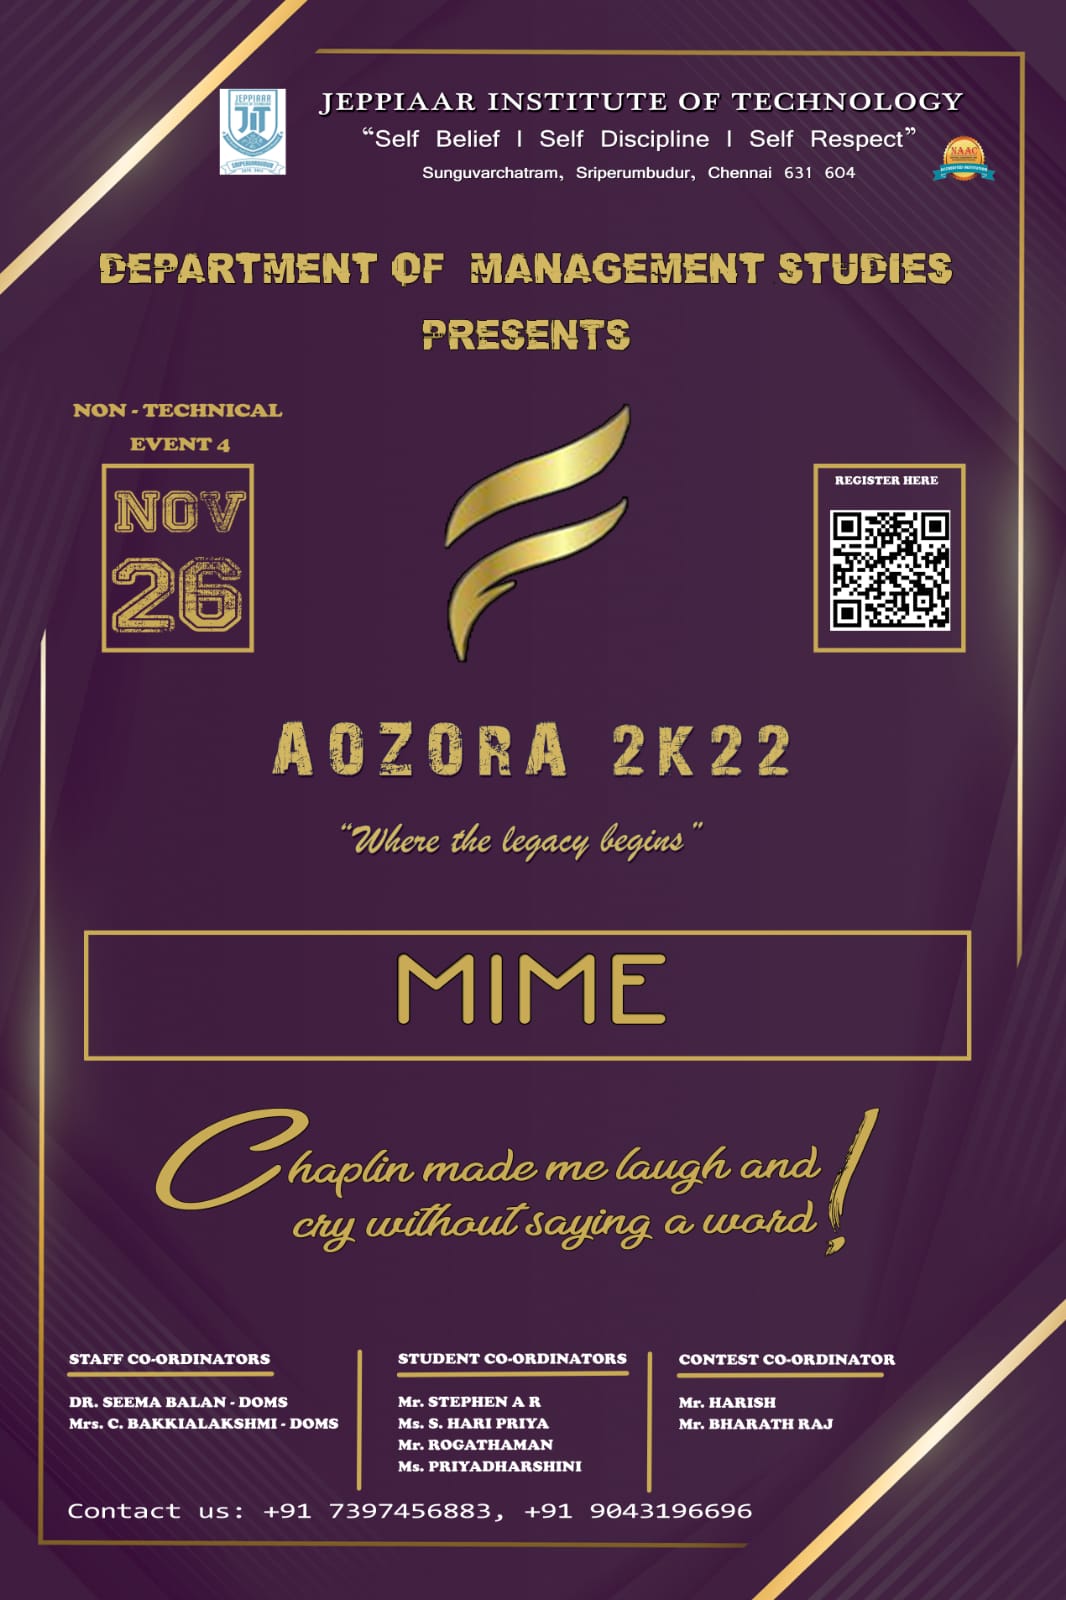 JEPPIAAR
JIT
SRIPERUMBUDUR
JEPPIAAR INSTITUTE OF TECHNOLOGY
“Self Belief | Self Discipline | Self Respect”
Sunguvarchatram, Sriperumbudur, Chennai 631 604
NAAC
DEPARTMENT OF MANAGEMENT STUDIES
PRESENTS
NON - TECHNICAL
EVENT 4
NOV
26
REGISTER HERE
AOZORA 2K22
“Where the legacy begins”
MIME
Chaplin made me laugh and
cry without saying a word!
STAFF CO-ORDINATORS
DR. SEEMA BALAN - DOMS
Mrs. C. BAKKIALAKSHMI - DOMS
STUDENT CO-ORDINATORS
Mr. STEPHEN A R
Ms. S. HARI PRIYA
Mr. ROGATHAMAN
Ms. PRIYADHARSHINI
CONTEST CO-ORDINATOR
Mr. HARISH
Mr. BHARATH RAJ
Contact us: +91 7397456883, +91 9043196696